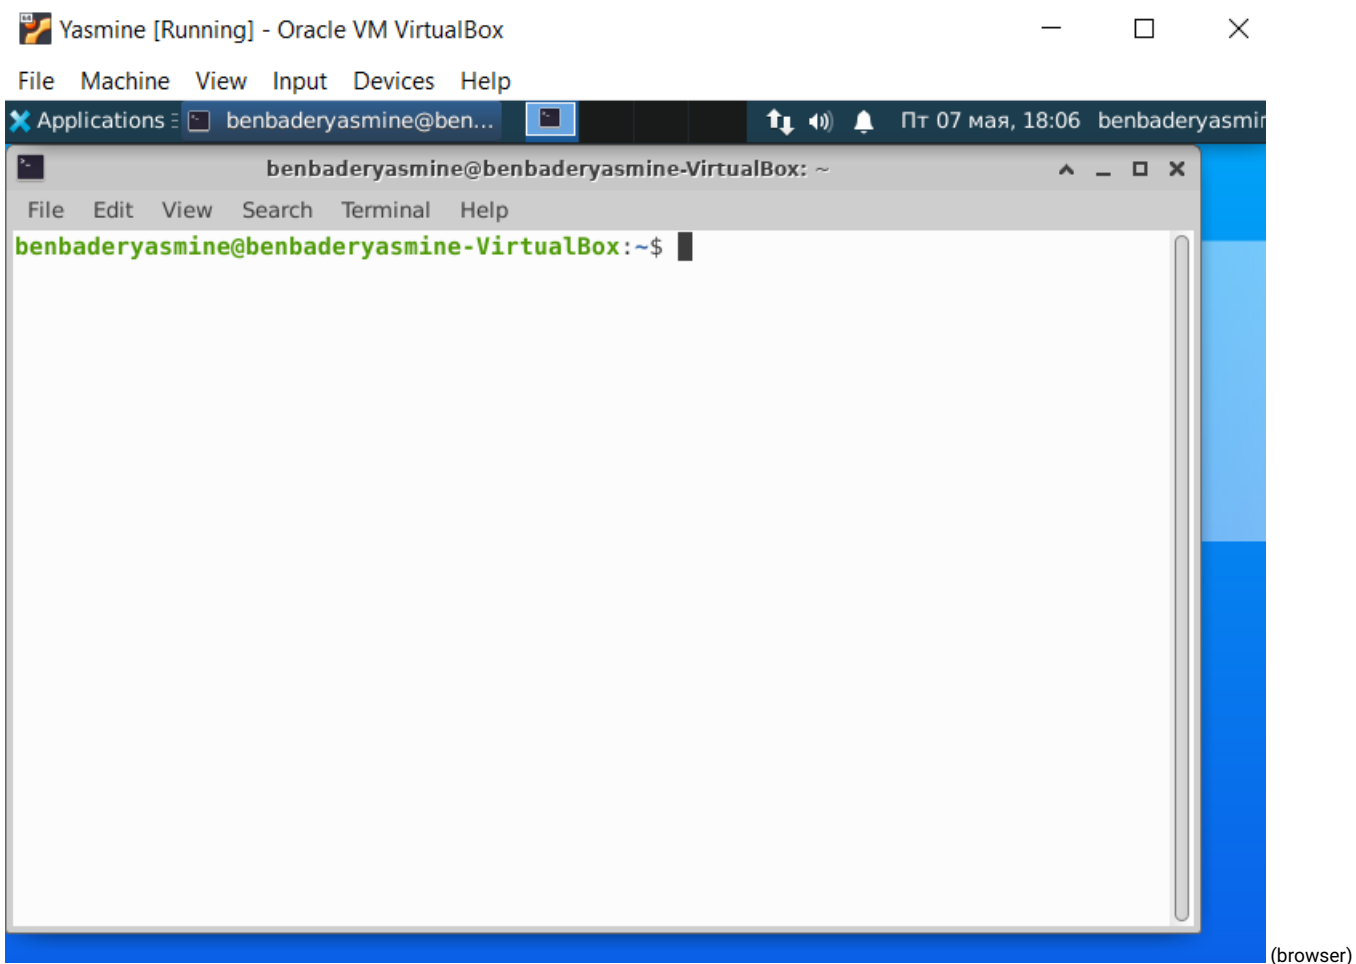 Yasmine [Running] - Oracle VM VirtualBox
File Machine View Input Devices Help
Applications benbaderyasmine@ben... Пт 07 мая, 18:06 benbaderyasmin
benbaderyasmine@benbaderyasmine-VirtualBox: ~
File Edit View Search Terminal Help
benbaderyasmine@benbaderyasmine-VirtualBox:~$
(browser)